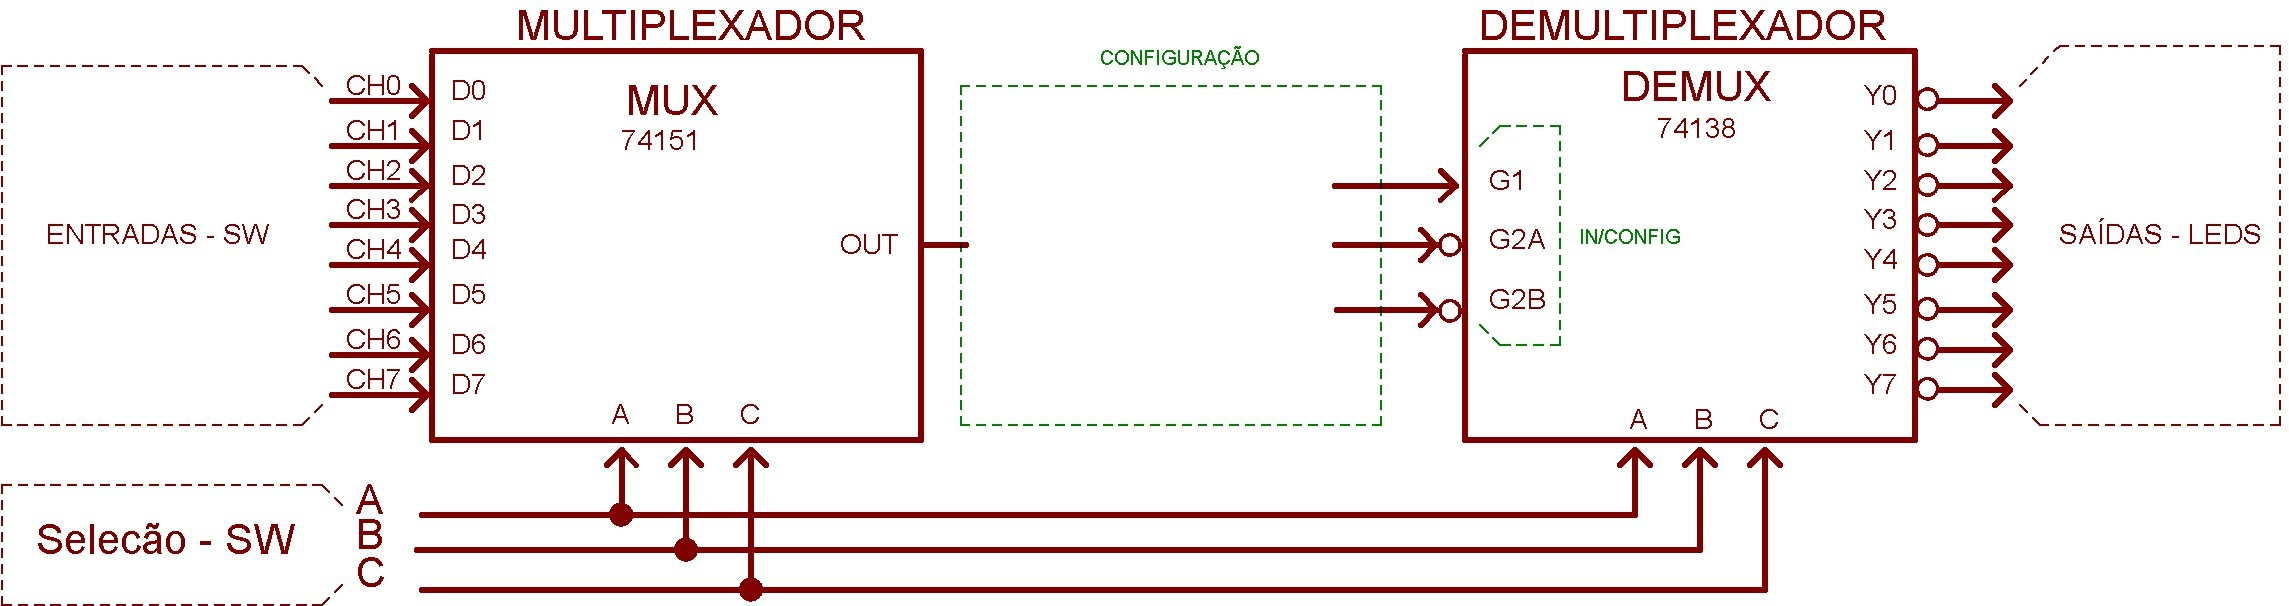 MULTIPLEXADOR
DEMULTIPLEXADOR
CONFIGURAÇÃO
MUX
74151
DEMUX
74138
ENTRADAS - SW
CH0
CH1
CH2
CH3
CH4
CH5
CH6
CH7
D0
D1
D2
D3
D4
D5
D6
D7
OUT
A B C
G1
G2A
G2B
IN/CONFIG
Y0
Y1
Y2
Y3
Y4
Y5
Y6
Y7
A B C
SAÍDAS - LEDS
Selecão - SW
A
B
C